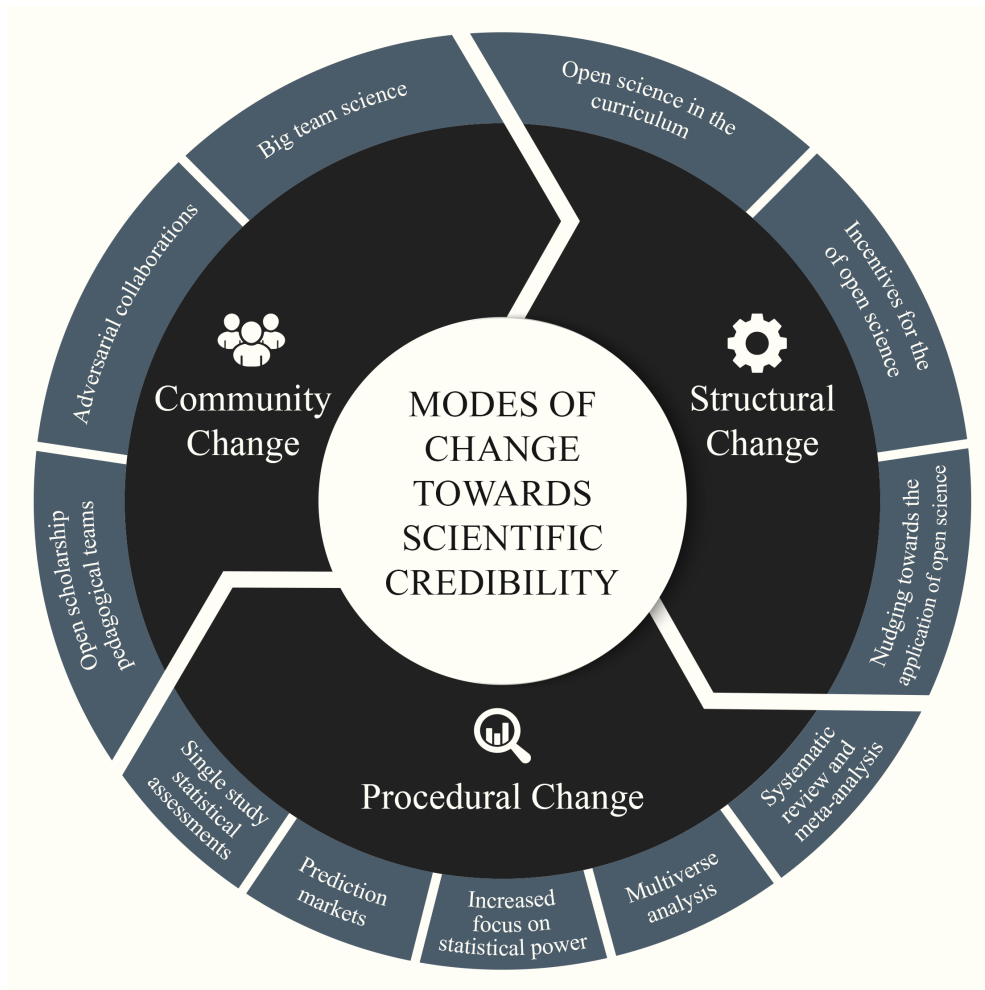 MODES OF
CHANGE
TOWARDS
SCIENTIFIC
CREDIBILITY
Structural
Change
Open science in the
curriculum
Incentives for the
of open science
Nudging towards the
application of open science
Procedural Change
Systematic
review and
meta-analysis
Multiverse
analysis
Increased
focus on
statistical power
Prediction
markets
Single study
statistical
assessments
Community
Change
Open scholarship
pedagogical teams
Adversarial collaborations
Big team science